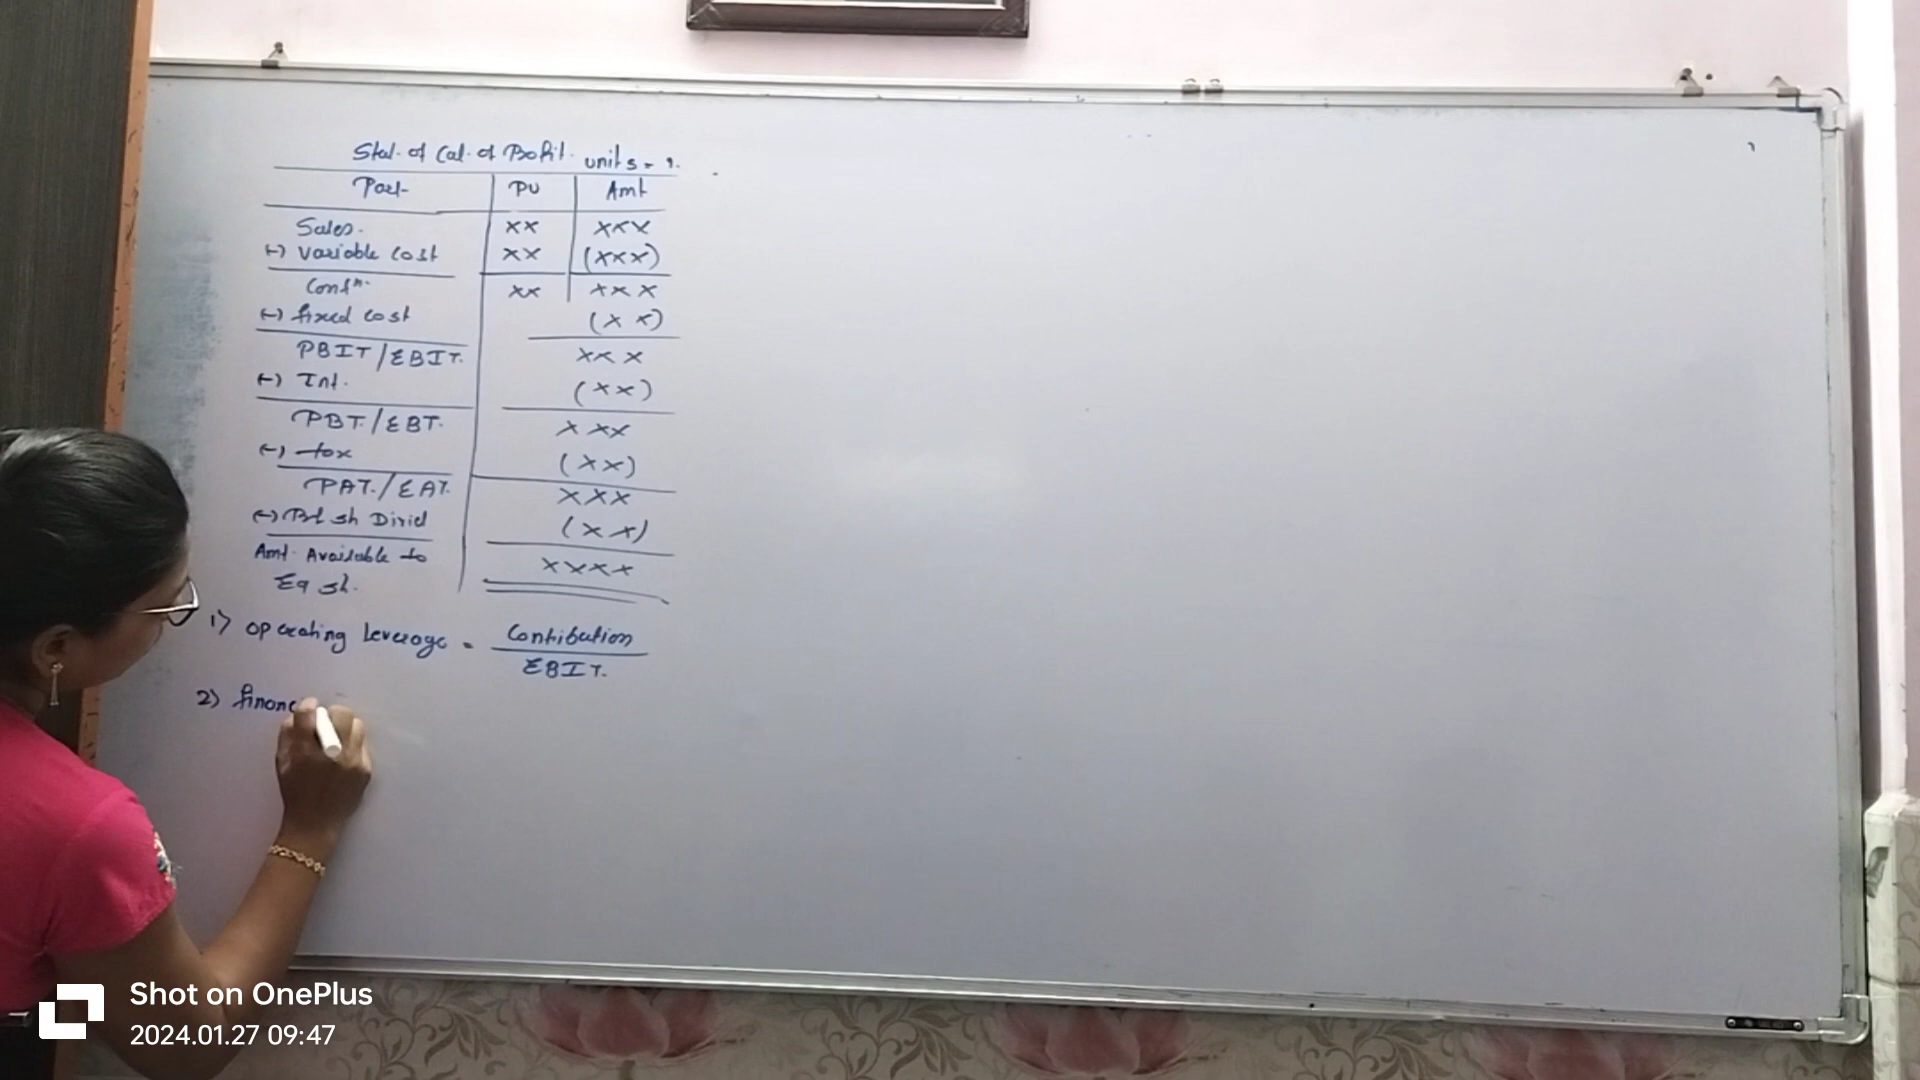 Stat. of Cal. of Profit. units = 1.
Part- PU Amt
Sales. xx xxx
(-) variable cost xx (xxx)
Contn. xx xxx
(-) fixed cost (xx)
PBIT/EBIT. xxx
(-) Int. (xx)
PBT./EBT. xxx
(-) tax (xx)
PAT./EAT. xxx
(-) Pref sh Divid (xx)
Amt. Available to xxxx
Eq sh.
1) operating leverage = Contibution
EBIT.
2) financ
Shot on OnePlus
2024.01.27 09:47